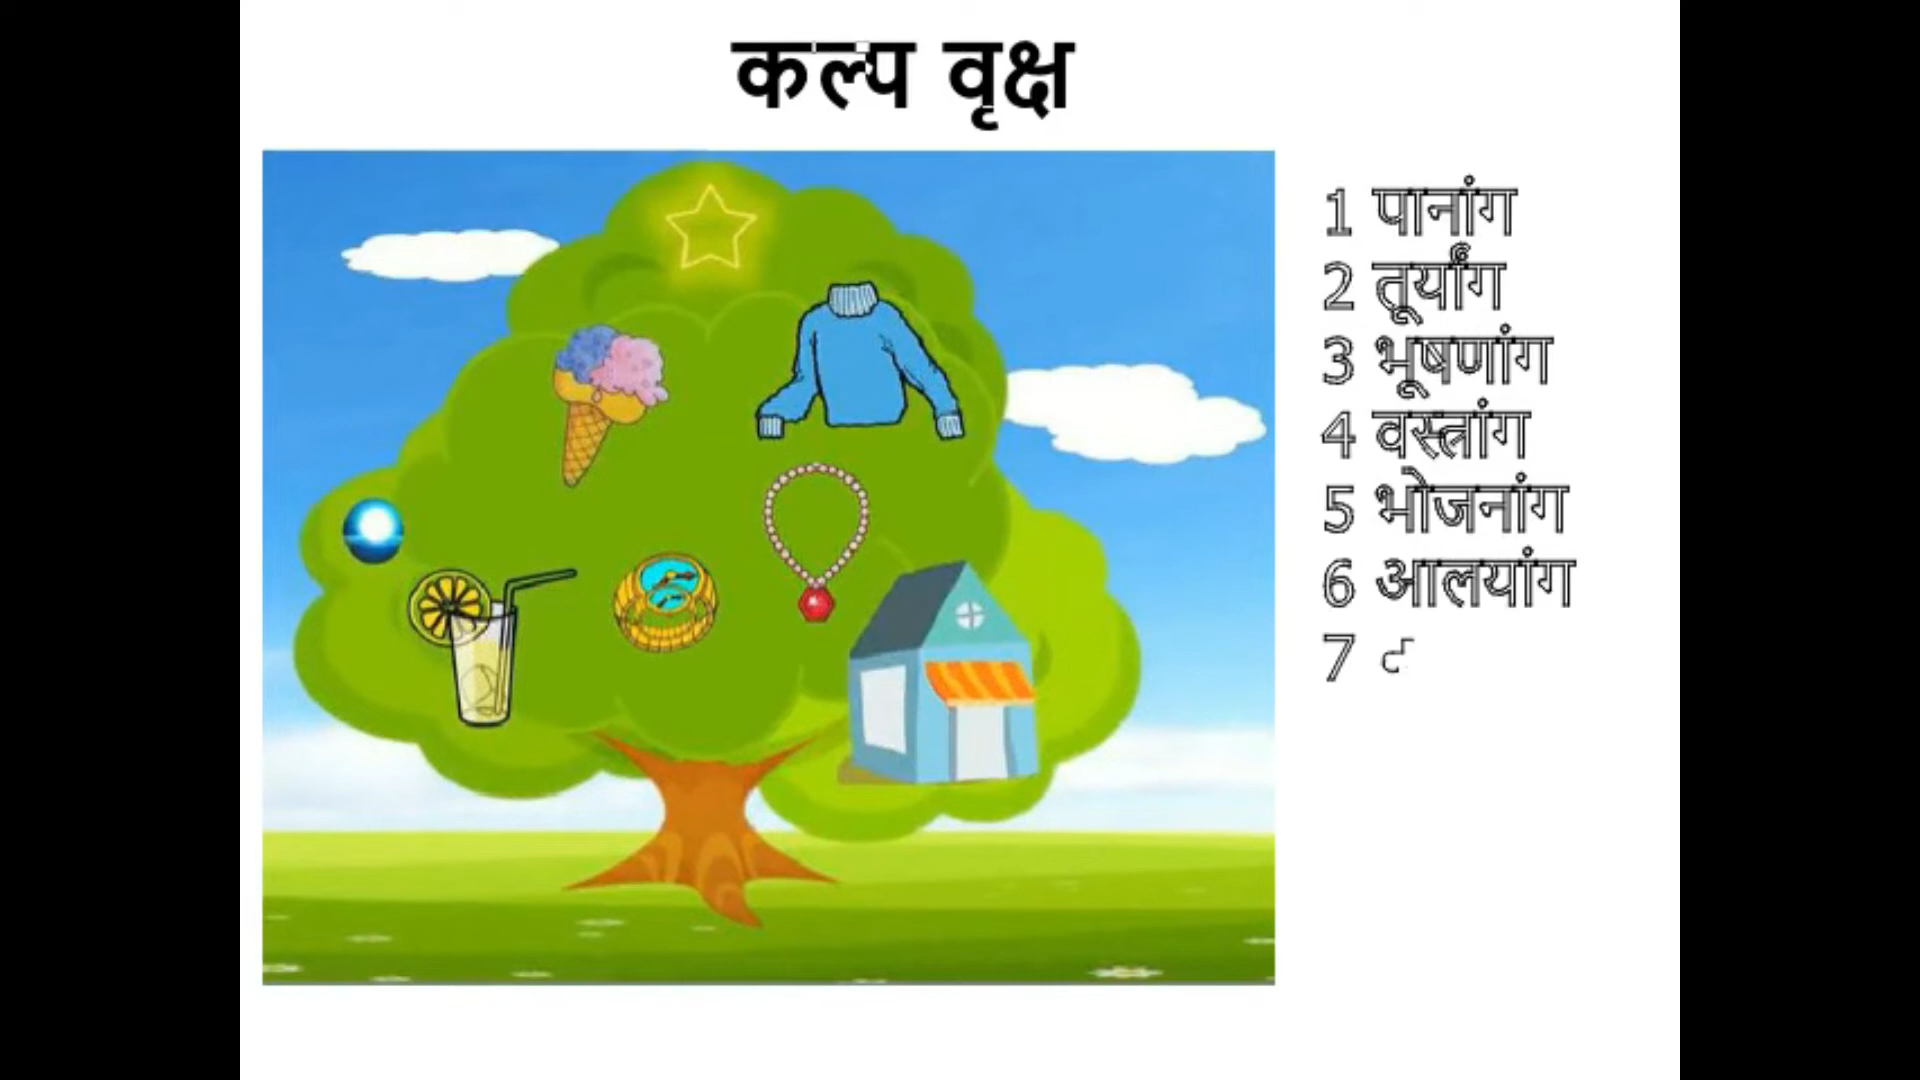 कल्प वृक्ष
1 पानांग
2 तूर्यांग
3 भूषणांग
4 वस्त्रांग
5 भोजनांग
6 आलयांग
7